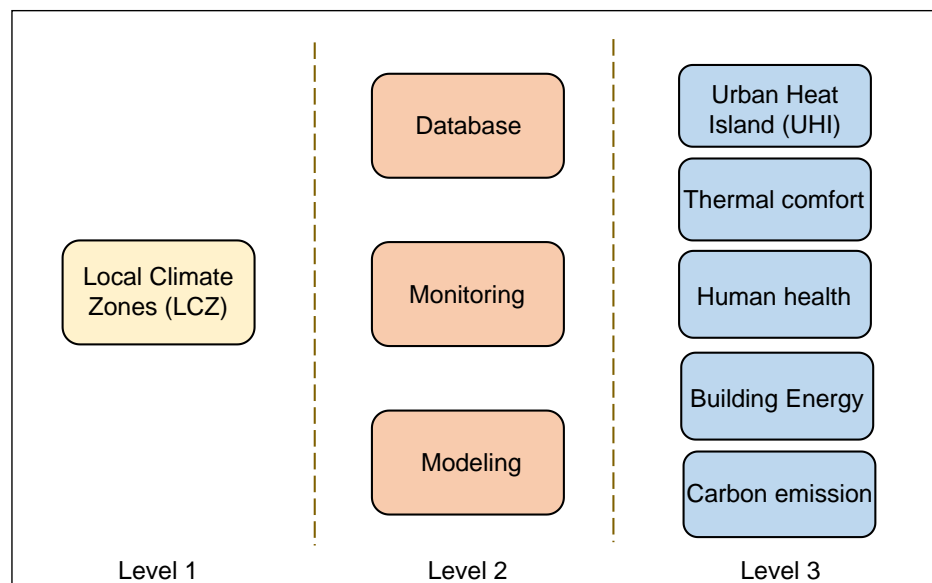 Local Climate
Zones (LCZ)
Level 1
Database
Monitoring
Modeling
Level 2
Urban Heat
Island (UHI)
Thermal comfort
Human health
Building Energy
Carbon emission
Level 3